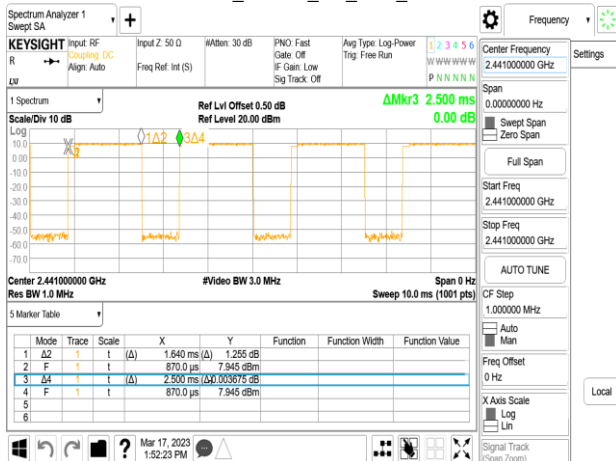 Spectrum Analyzer 1
Swept SA
+
Frequency
KEYSIGHT
Input: RF
Coupling: DC
Align: Auto
R
LXI
Input Z: 50 Ω
Freq Ref: Int (S)
#Atten: 30 dB
PNO: Fast
Gate: Off
IF Gain: Low
Sig Track: Off
Avg Type: Log-Power
Trig: Free Run
1 2 3 4 5 6
W W W W W W
P N N N N N
Center Frequency
2.441000000 GHz
Settings
Span
0.00000000 Hz
Swept Span
Zero Span
Full Span
Start Freq
2.441000000 GHz
Stop Freq
2.441000000 GHz
AUTO TUNE
CF Step
1.000000 MHz
Auto
Man
Freq Offset
0 Hz
X Axis Scale
Log
Lin
Signal Track
(Span Zoom)
Local
1 Spectrum
Scale/Div 10 dB
Log
Ref Lvl Offset 0.50 dB
Ref Level 20.00 dBm
ΔMkr3 2.500 ms
0.00 dB
1Δ2
3Δ4
10.0
0.00
-10.0
-20.0
-30.0
-40.0
-50.0
-60.0
-70.0
Center 2.441000000 GHz
Res BW 1.0 MHz
#Video BW 3.0 MHz
Span 0 Hz
Sweep 10.0 ms (1001 pts)
5 Marker Table
Mode Trace Scale X Y Function Function Width Function Value
1 Δ2 1 t (Δ) 1.640 ms (Δ) 1.255 dB
2 F 1 t 870.0 µs 7.945 dBm
3 Δ4 1 t (Δ) 2.500 ms (Δ) 0.003675 dB
4 F 1 t 870.0 µs 7.945 dBm
5
6
?
Mar 17, 2023
1:52:23 PM